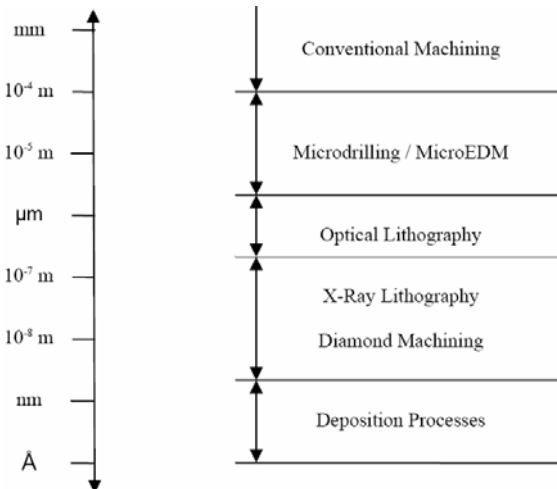 mm
Conventional Machining
10⁻⁴ m
Microdrilling / MicroEDM
10⁻⁵ m
μm
Optical Lithography
10⁻⁷ m
X-Ray Lithography
10⁻⁸ m
Diamond Machining
nm
Deposition Processes
Å